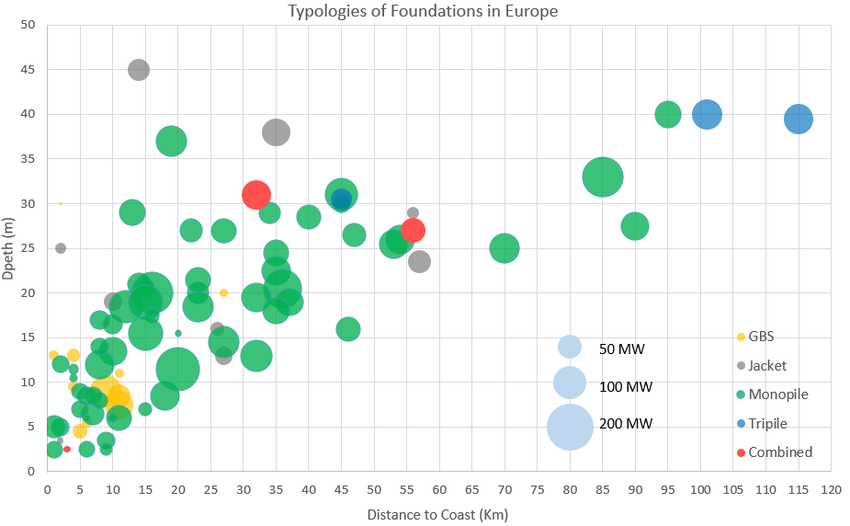 Typologies of Foundations in Europe
50
45
40
35
30
25
20
15
10
5
0
Dpeth (m)
0 5 10 15 20 25 30 35 40 45 50 55 60 65 70 75 80 85 90 95 100 105 110 115 120
Distance to Coast (Km)
50 MW
100 MW
200 MW
GBS
Jacket
Monopile
Tripile
Combined